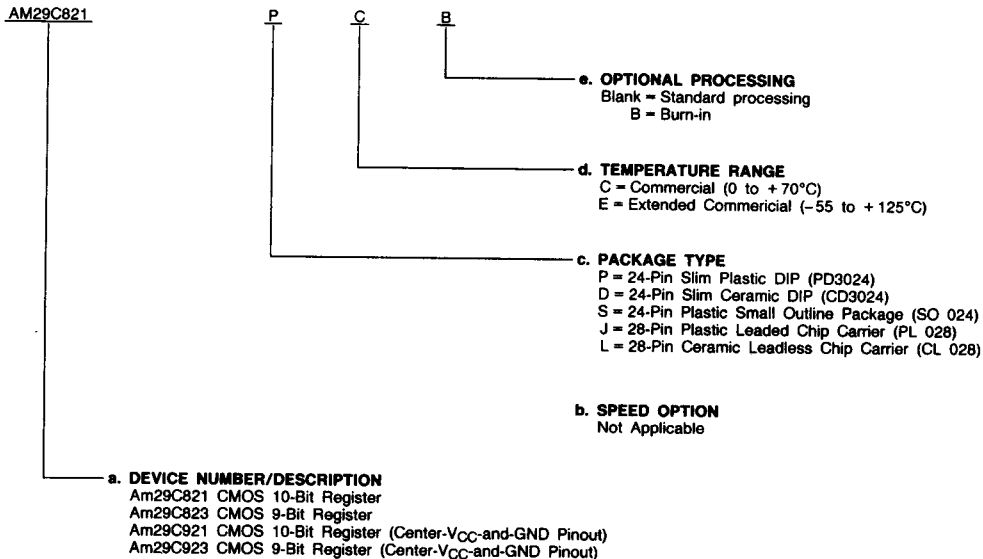 AM29C821 P C B
e. OPTIONAL PROCESSING
Blank = Standard processing
B = Burn-in
d. TEMPERATURE RANGE
C = Commercial (0 to +70°C)
E = Extended Commericial (−55 to +125°C)
c. PACKAGE TYPE
P = 24-Pin Slim Plastic DIP (PD3024)
D = 24-Pin Slim Ceramic DIP (CD3024)
S = 24-Pin Plastic Small Outline Package (SO 024)
J = 28-Pin Plastic Leaded Chip Carrier (PL 028)
L = 28-Pin Ceramic Leadless Chip Carrier (CL 028)
b. SPEED OPTION
Not Applicable
a. DEVICE NUMBER/DESCRIPTION
Am29C821 CMOS 10-Bit Register
Am29C823 CMOS 9-Bit Register
Am29C921 CMOS 10-Bit Register (Center-VCC-and-GND Pinout)
Am29C923 CMOS 9-Bit Register (Center-VCC-and-GND Pinout)